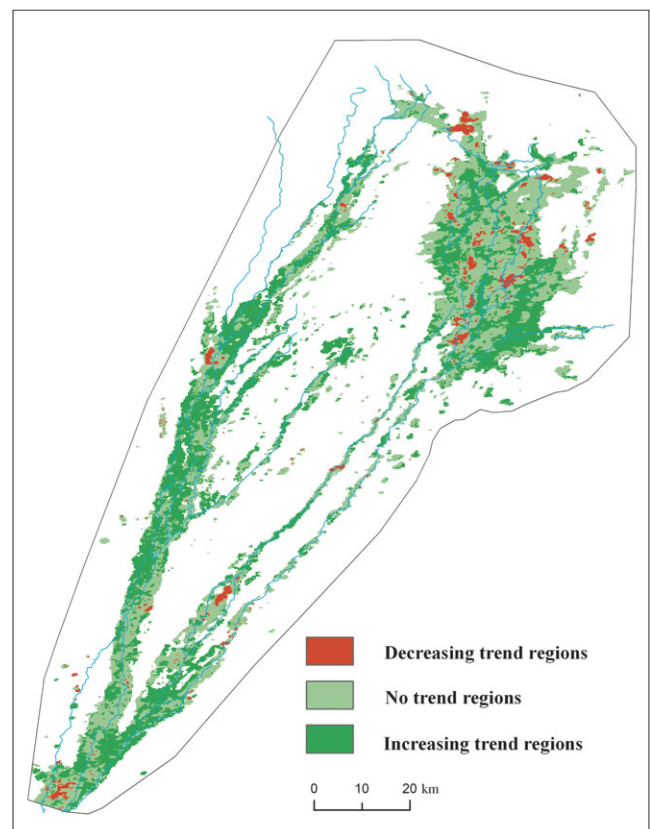 Decreasing trend regions
No trend regions
Increasing trend regions
0 10 20 km